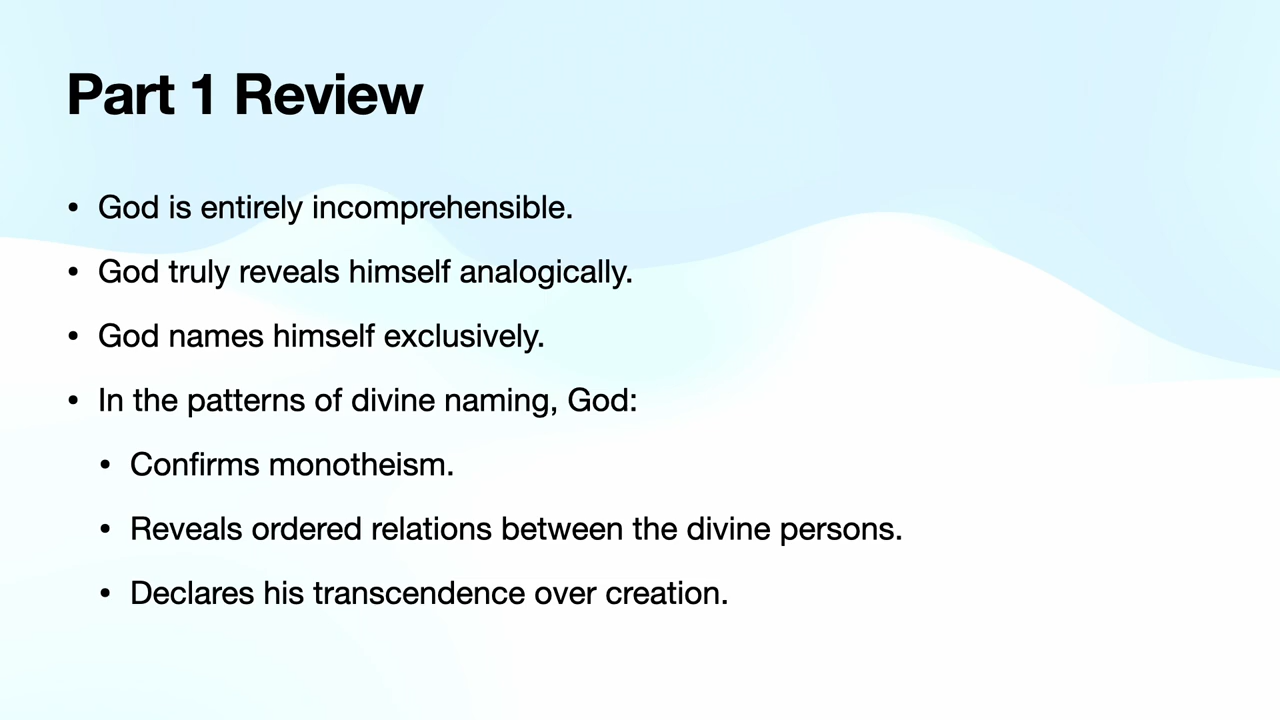 Part 1 Review
• God is entirely incomprehensible.
• God truly reveals himself analogically.
• God names himself exclusively.
• In the patterns of divine naming, God:
• Confirms monotheism.
• Reveals ordered relations between the divine persons.
• Declares his transcendence over creation.